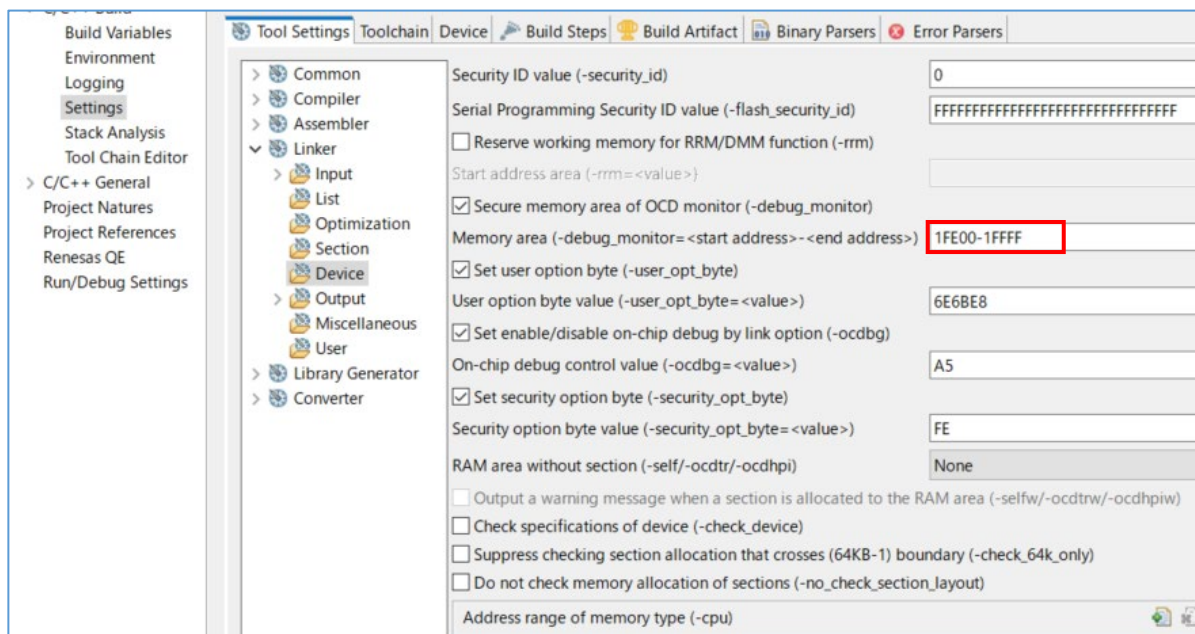 C/C++ Build
Build Variables
Environment
Logging
Settings
Stack Analysis
Tool Chain Editor
C/C++ General
Project Natures
Project References
Renesas QE
Run/Debug Settings
Tool Settings Toolchain Device Build Steps Build Artifact Binary Parsers Error Parsers
Common
Compiler
Assembler
Linker
Input
List
Optimization
Section
Device
Output
Miscellaneous
User
Library Generator
Converter
Security ID value (-security_id) 0
Serial Programming Security ID value (-flash_security_id) FFFFFFFFFFFFFFFFFFFFFFFFFFFFFFFF
Reserve working memory for RRM/DMM function (-rrm)
Start address area (-rrm=<value>)
Secure memory area of OCD monitor (-debug_monitor)
Memory area (-debug_monitor=<start address>-<end address>) 1FE00-1FFFF
Set user option byte (-user_opt_byte)
User option byte value (-user_opt_byte=<value>) 6E6BE8
Set enable/disable on-chip debug by link option (-ocdbg)
On-chip debug control value (-ocdbg=<value>) A5
Set security option byte (-security_opt_byte)
Security option byte value (-security_opt_byte=<value>) FE
RAM area without section (-self/-ocdtr/-ocdhpi) None
Output a warning message when a section is allocated to the RAM area (-selfw/-ocdtrw/-ocdhpiw)
Check specifications of device (-check_device)
Suppress checking section allocation that crosses (64KB-1) boundary (-check_64k_only)
Do not check memory allocation of sections (-no_check_section_layout)
Address range of memory type (-cpu)